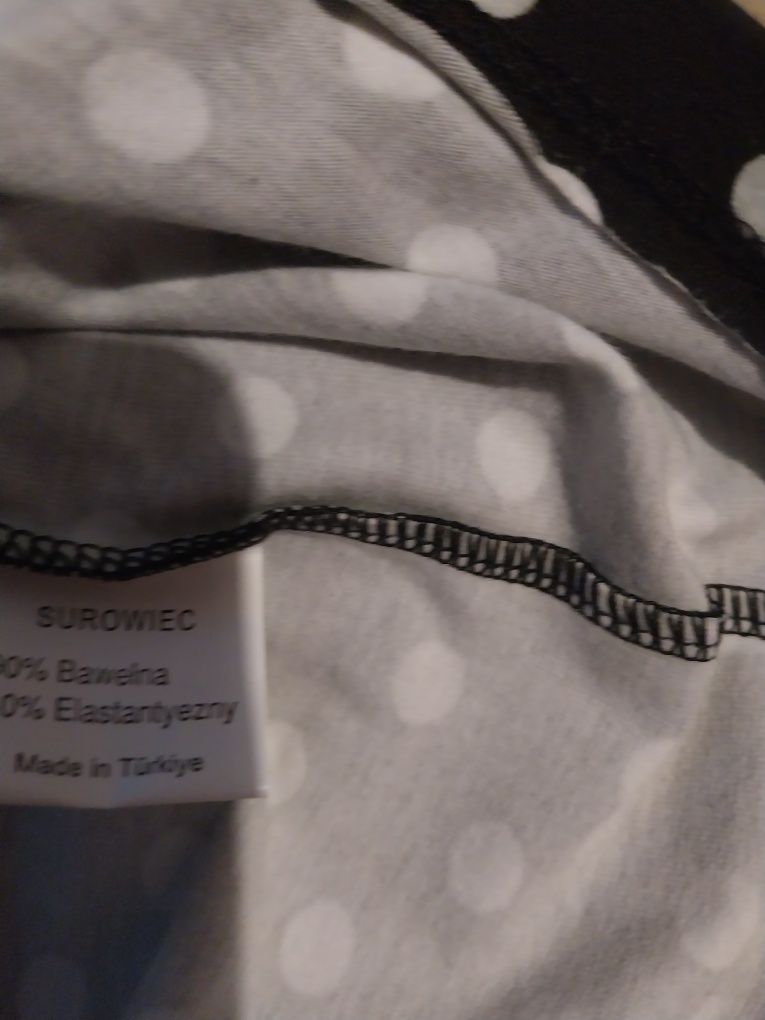 SUROWIEC
0% Bawełna
0% Elastantyezny
Made in Türkiye